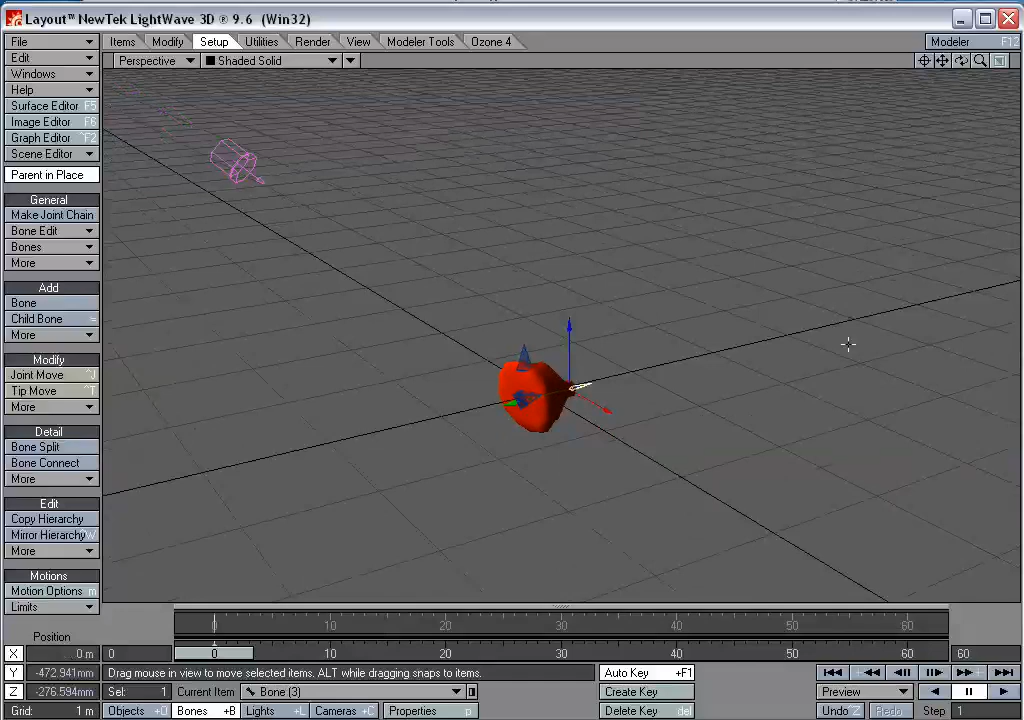 Layout™ NewTek LightWave 3D ® 9.6 (Win32)
File
Items Modify Setup Utilities Render View Modeler Tools Ozone 4
Modeler F12
Edit
Perspective Shaded Solid
Windows
Help
Surface Editor F5
Image Editor F6
Graph Editor ^F2
Scene Editor
Parent in Place
General
Make Joint Chain
Bone Edit
Bones
More
Add
Bone
Child Bone =
More
Modify
Joint Move ^J
Tip Move ^T
More
Detail
Bone Split
Bone Connect
More
Edit
Copy Hierarchy
Mirror Hierarchy W
More
Motions
Motion Options m
Limits
Position
0 10 20 30 40 50 60
X 0 m 0 0 10 20 30 40 50 60 60
Y -472.941mm Drag mouse in view to move selected items. ALT while dragging snaps to items. Auto Key +F1
Z -276.594mm Sel: 1 Current Item Bone (3) Create Key Preview
Grid: 1 m Objects +O Bones +B Lights +L Cameras +C Properties p Delete Key del Undo Z Redo Step 1